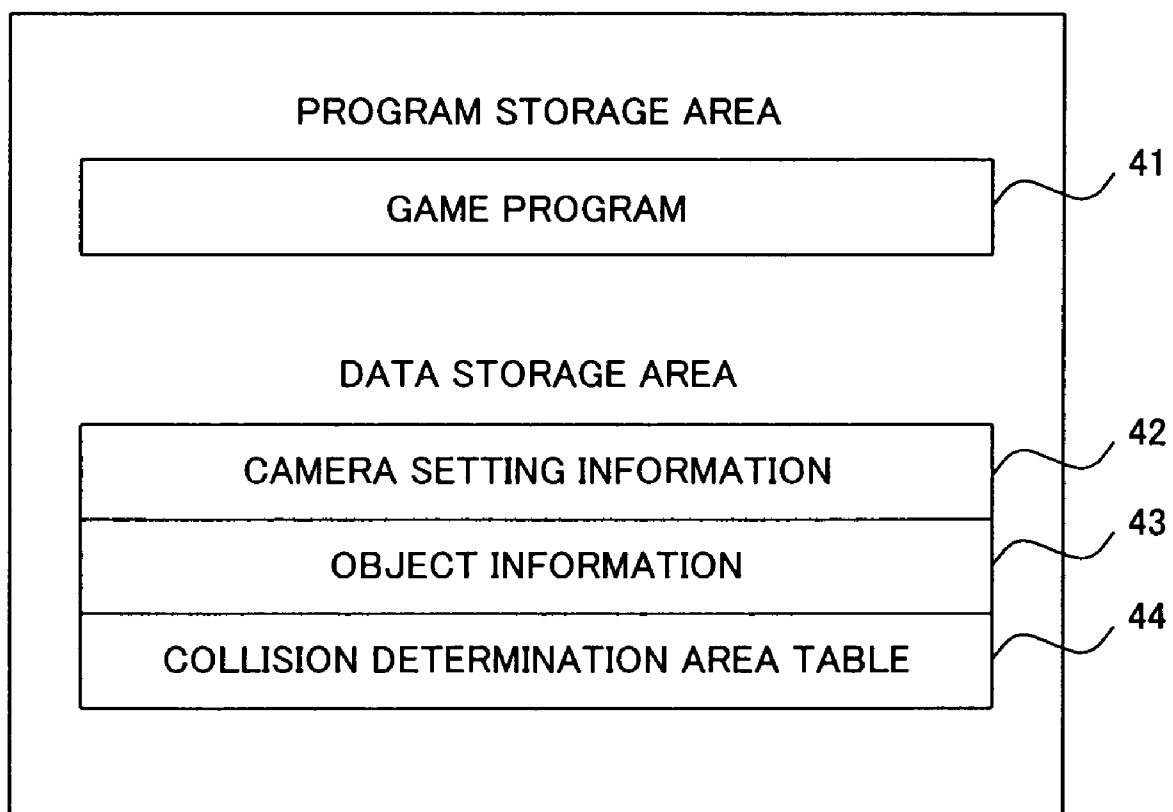 PROGRAM STORAGE AREA
GAME PROGRAM
41
DATA STORAGE AREA
CAMERA SETTING INFORMATION
42
OBJECT INFORMATION
43
COLLISION DETERMINATION AREA TABLE
44